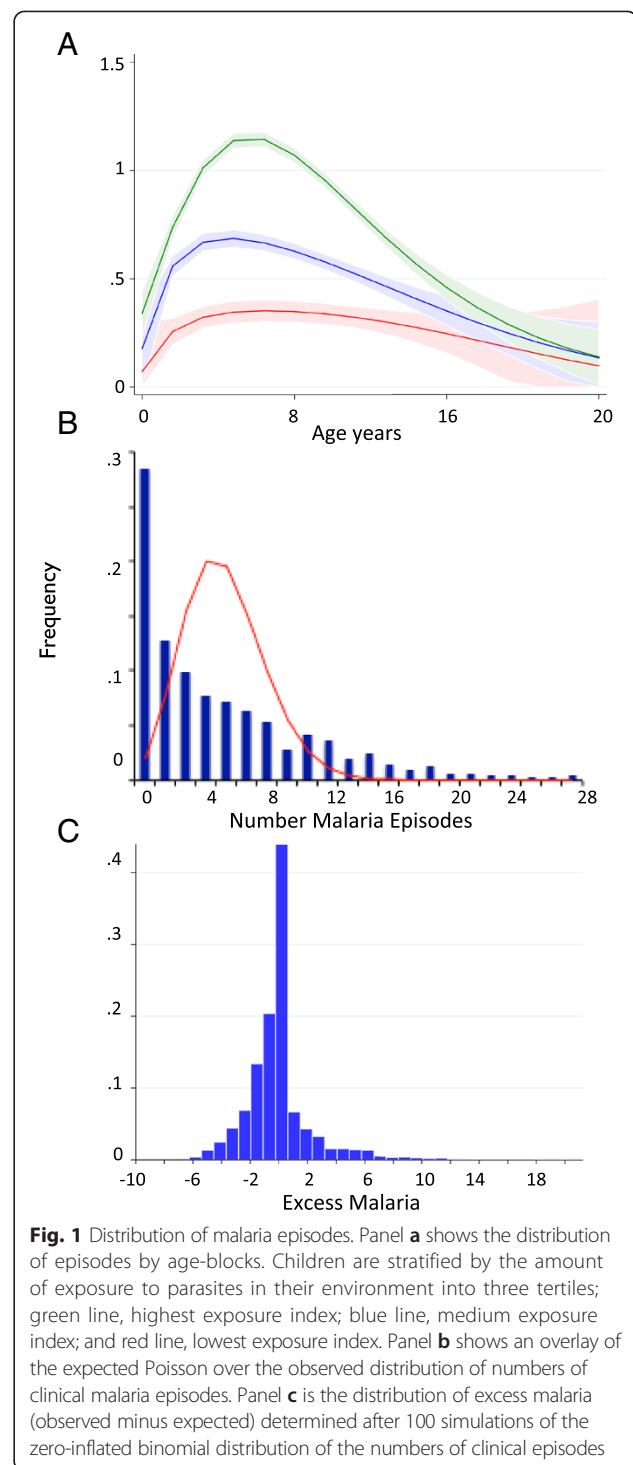 A
1.5
1
.5
0
0 8 16 20
Age years
B
.3
.2
.1
0
Frequency
0 4 8 12 16 20 24 28
Number Malaria Episodes
C
.4
.3
.2
.1
0
-10 -6 -2 2 6 10 14 18
Excess Malaria
Fig. 1 Distribution of malaria episodes. Panel a shows the distribution
of episodes by age-blocks. Children are stratified by the amount
of exposure to parasites in their environment into three tertiles;
green line, highest exposure index; blue line, medium exposure
index; and red line, lowest exposure index. Panel b shows an overlay of
the expected Poisson over the observed distribution of numbers of
clinical malaria episodes. Panel c is the distribution of excess malaria
(observed minus expected) determined after 100 simulations of the
zero-inflated binomial distribution of the numbers of clinical episodes